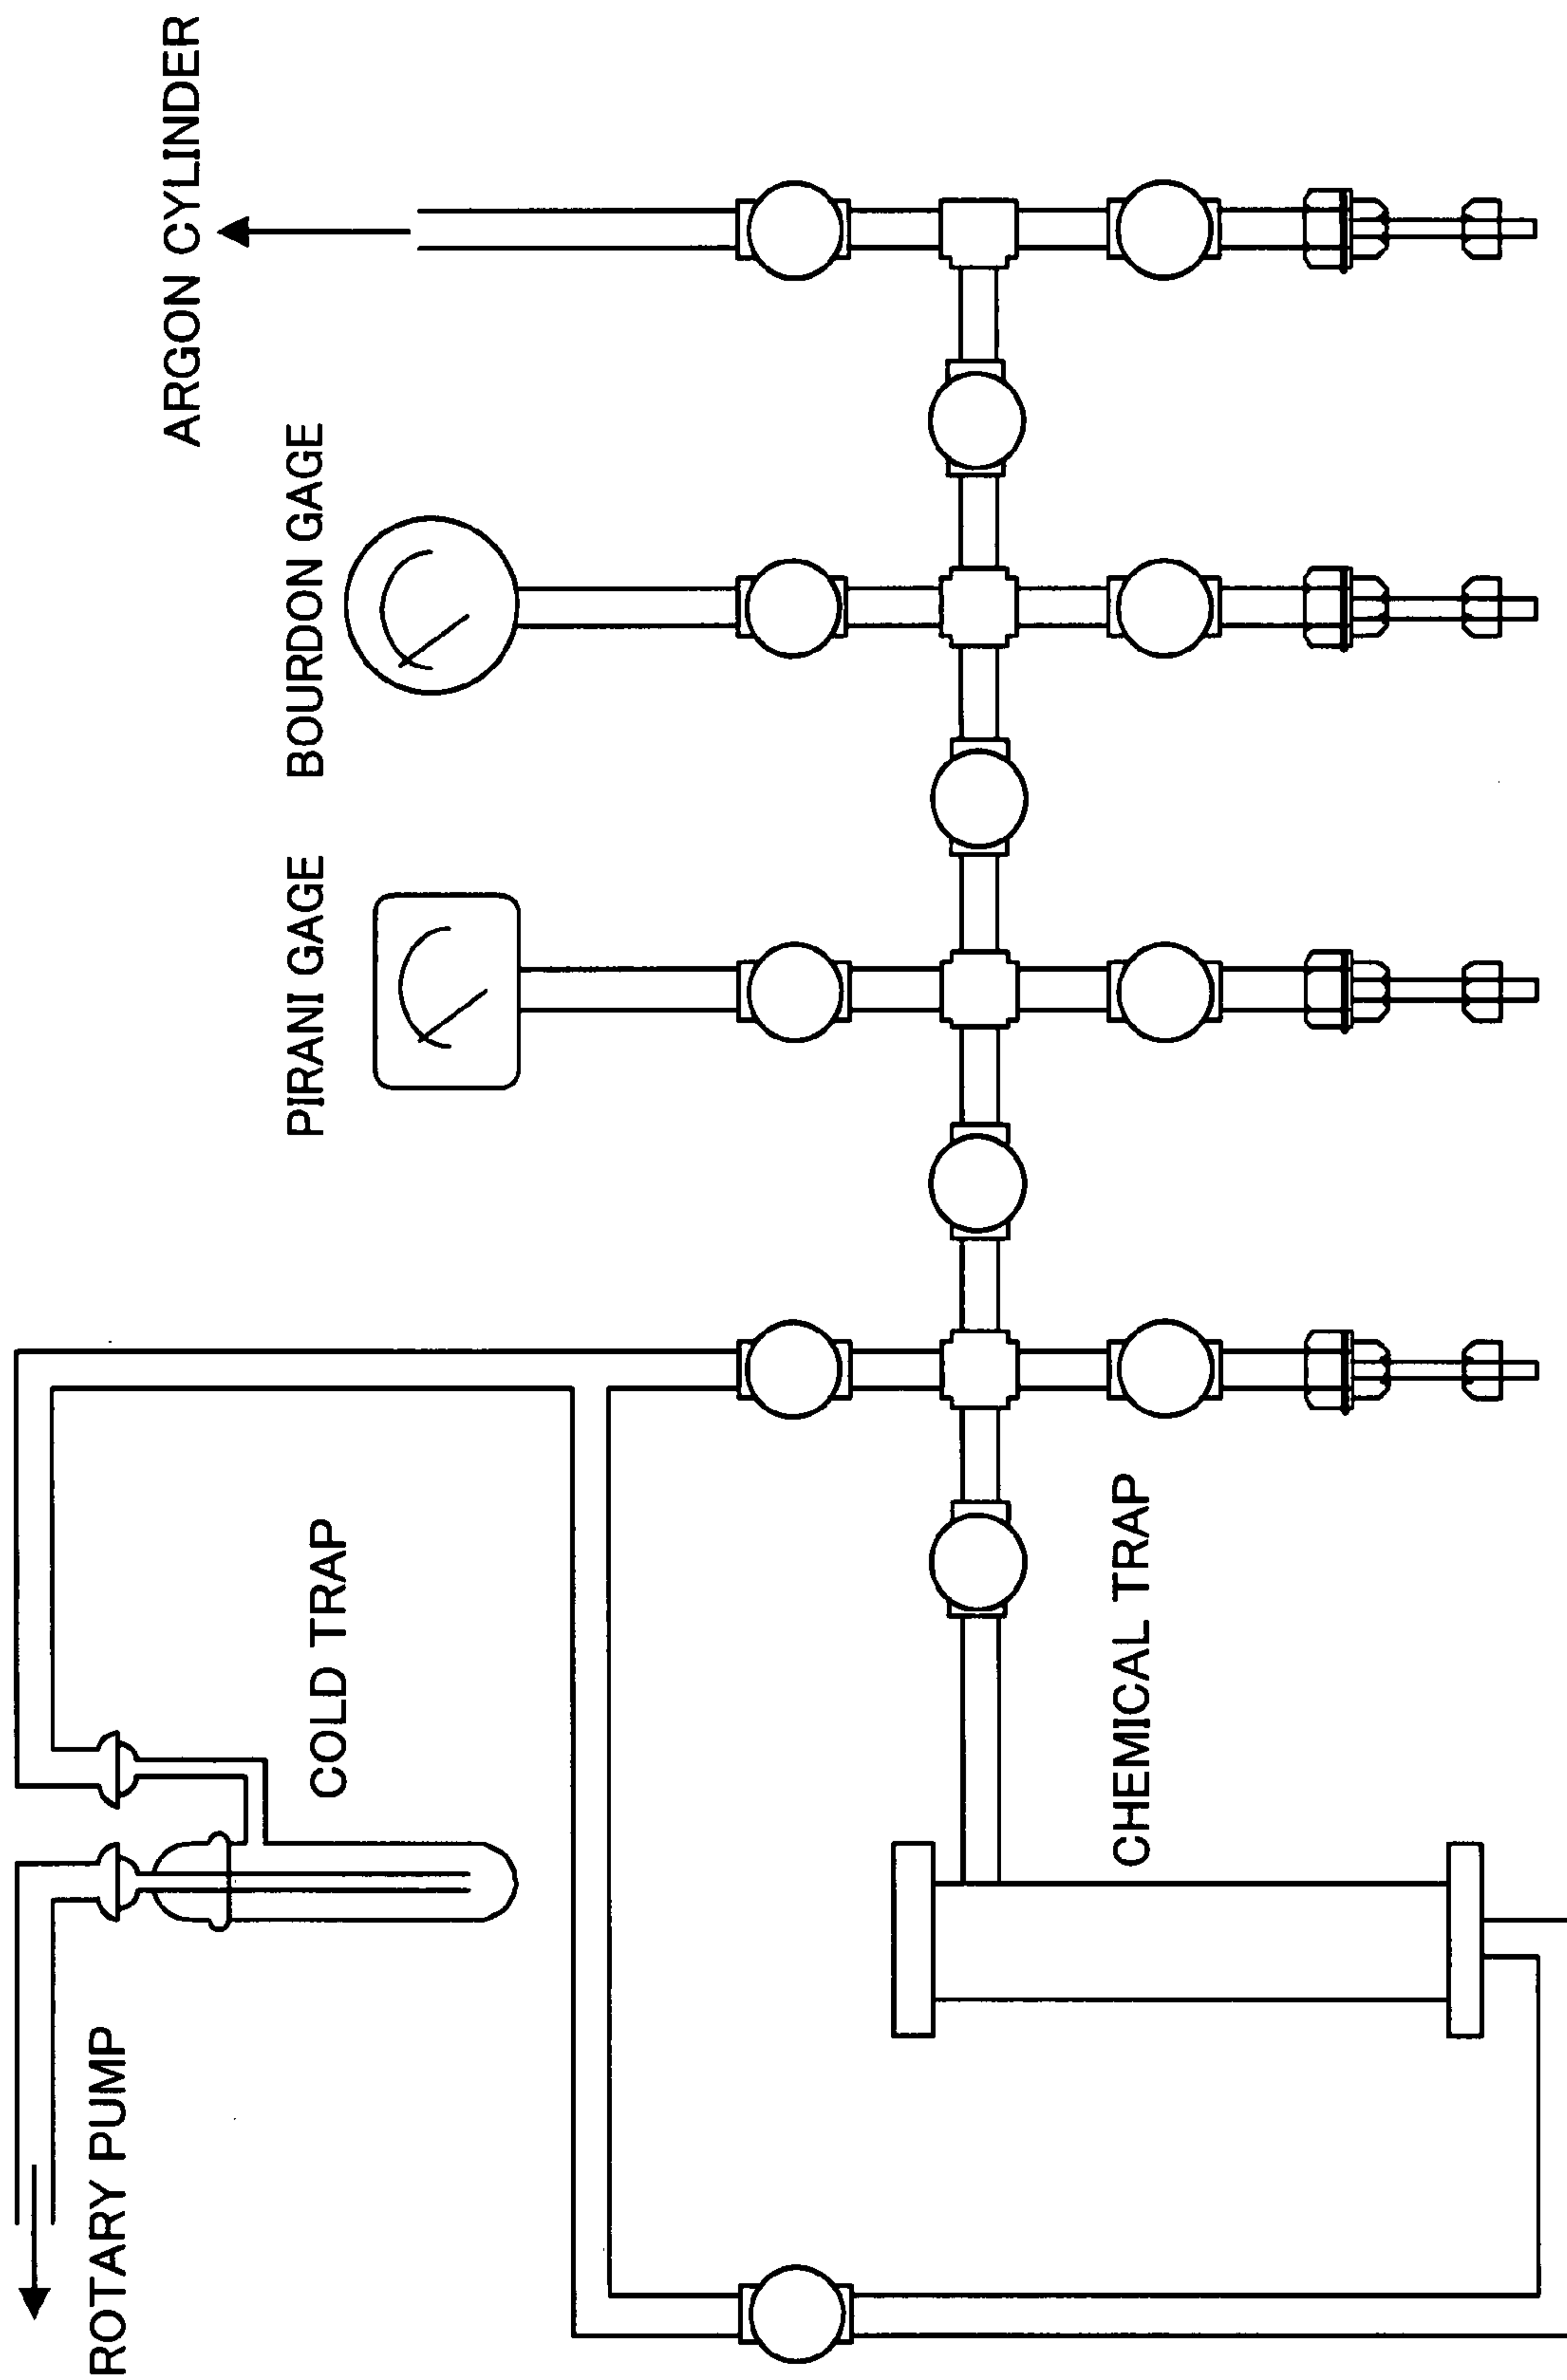 ROTARY PUMP
COLD TRAP
PIRANI GAGE
BOURDON GAGE
ARGON CYLINDER
CHEMICAL TRAP